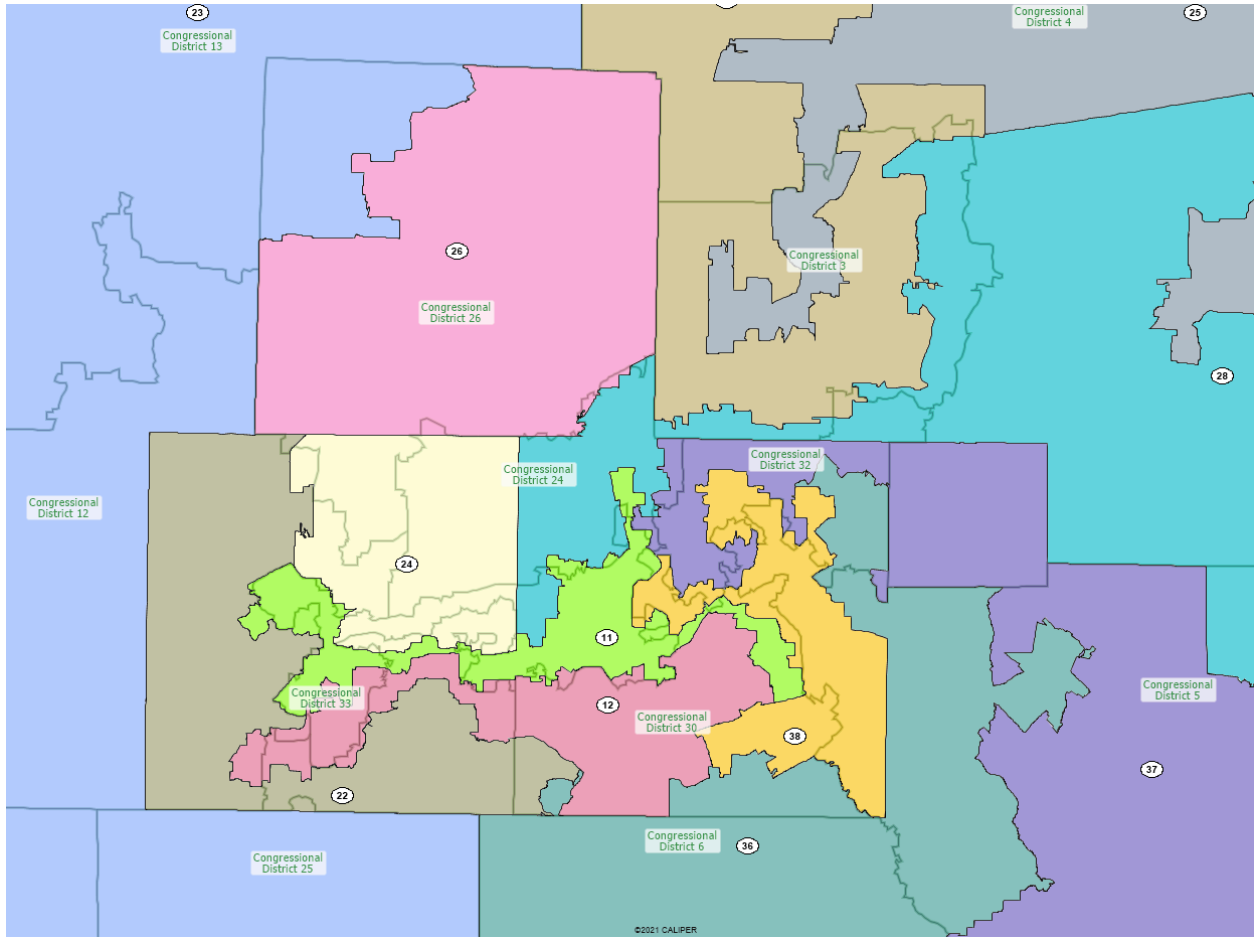 23
25
Congressional
District 13
Congressional
District 4
26
Congressional
District 3
Congressional
District 26
28
Congressional
District 32
Congressional
District 24
Congressional
District 12
24
11
Congressional
District 33
12
Congressional
District 30
Congressional
District 5
38
37
22
36
Congressional
District 6
Congressional
District 25
©2021 CALIPER